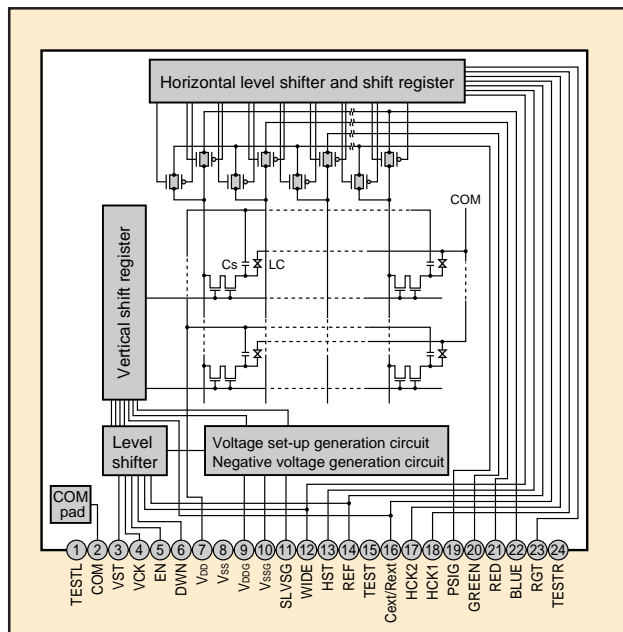 Horizontal level shifter and shift register
COM
Vertical shift register
Cs
LC
Level
shifter
Voltage set-up generation circuit
Negative voltage generation circuit
COM
pad
1 2 3 4 5 6 7 8 9 10 11 12 13 14 15 16 17 18 19 20 21 22 23 24
TESTL
COM
VST
VCK
EN
DWN
VDD
VSS
VDDG
VSSG
SLVSG
WIDE
HST
REF
TEST
Cext/Rext
HCK2
HCK1
PSIG
GREEN
RED
BLUE
RGT
TESTR